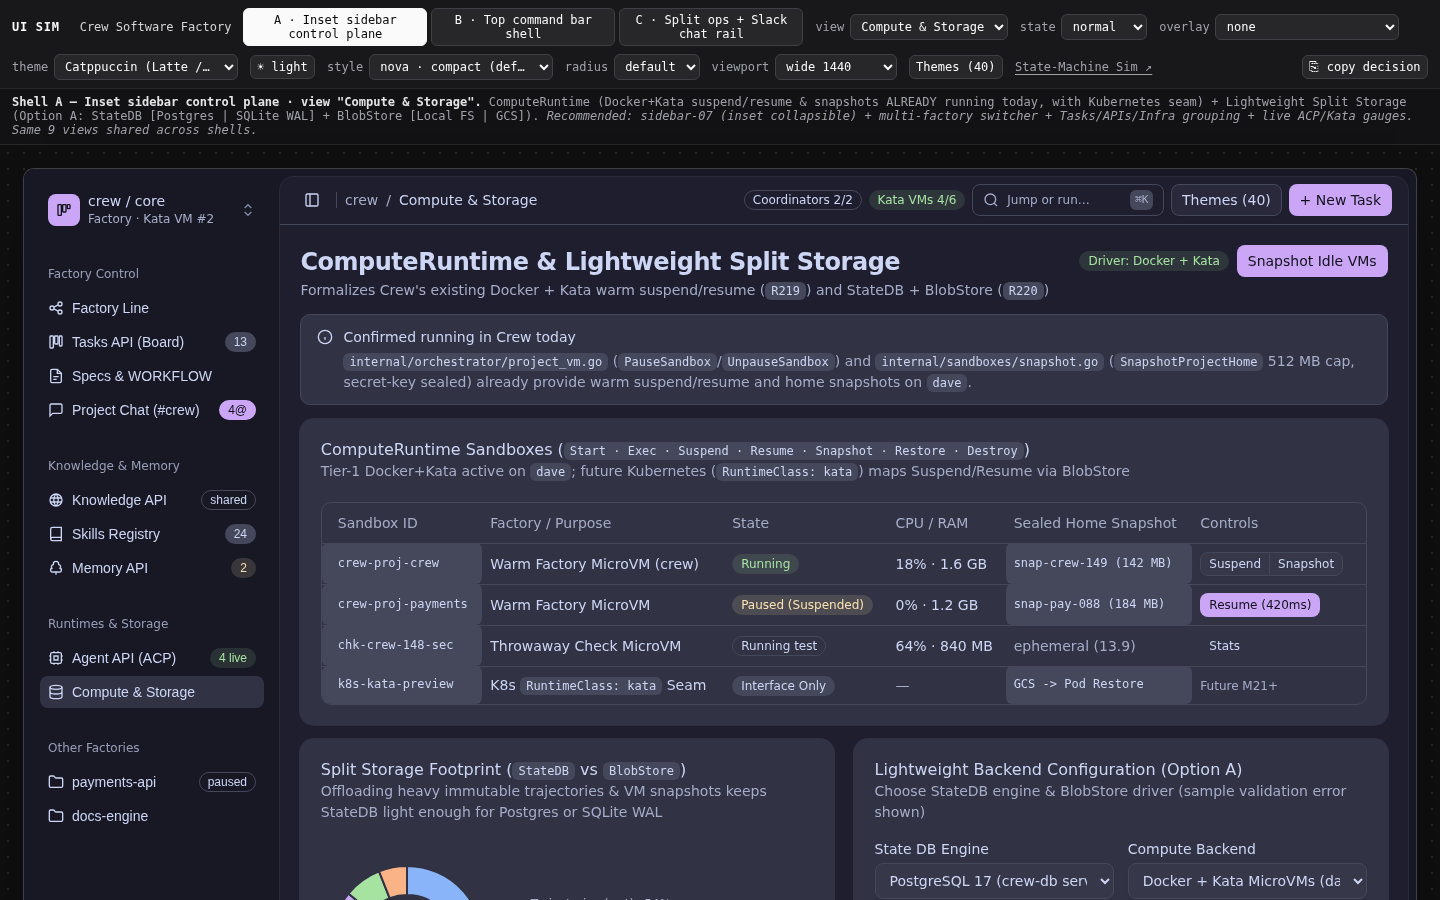 UI SIM Crew Software Factory A · Inset sidebar control plane B · Top command bar shell C · Split ops + Slack chat rail view Compute & Storage state normal overlay none
theme Catppuccin (Latte /… ☀ light style nova · compact (def… radius default viewport wide 1440 Themes (40) State-Machine Sim ↗ ⎘ copy decision
Shell A — Inset sidebar control plane · view "Compute & Storage". ComputeRuntime (Docker+Kata suspend/resume & snapshots ALREADY running today, with Kubernetes seam) + Lightweight Split Storage
(Option A: StateDB [Postgres | SQLite WAL] + BlobStore [Local FS | GCS]). Recommended: sidebar-07 (inset collapsible) + multi-factory switcher + Tasks/APIs/Infra grouping + live ACP/Kata gauges.
Same 9 views shared across shells.
crew / core
Factory · Kata VM #2
Factory Control
Factory Line
Tasks API (Board) 13
Specs & WORKFLOW
Project Chat (#crew) 4@
Knowledge & Memory
Knowledge API shared
Skills Registry 24
Memory API 2
Runtimes & Storage
Agent API (ACP) 4 live
Compute & Storage
Other Factories
payments-api paused
docs-engine
crew / Compute & Storage Coordinators 2/2 Kata VMs 4/6 Jump or run... ⌘K Themes (40) + New Task
ComputeRuntime & Lightweight Split Storage Driver: Docker + Kata Snapshot Idle VMs
Formalizes Crew's existing Docker + Kata warm suspend/resume (R219) and StateDB + BlobStore (R220)
Confirmed running in Crew today
internal/orchestrator/project_vm.go (PauseSandbox/UnpauseSandbox) and internal/sandboxes/snapshot.go (SnapshotProjectHome 512 MB cap,
secret-key sealed) already provide warm suspend/resume and home snapshots on dave.
ComputeRuntime Sandboxes (Start · Exec · Suspend · Resume · Snapshot · Restore · Destroy)
Tier-1 Docker+Kata active on dave; future Kubernetes (RuntimeClass: kata) maps Suspend/Resume via BlobStore
Sandbox ID Factory / Purpose State CPU / RAM Sealed Home Snapshot Controls
crew-proj-crew Warm Factory MicroVM (crew) Running 18% · 1.6 GB snap-crew-149 (142 MB) Suspend Snapshot
crew-proj-payments Warm Factory MicroVM Paused (Suspended) 0% · 1.2 GB snap-pay-088 (184 MB) Resume (420ms)
chk-crew-148-sec Throwaway Check MicroVM Running test 64% · 840 MB ephemeral (13.9) Stats
k8s-kata-preview K8s RuntimeClass: kata Seam Interface Only — GCS -> Pod Restore Future M21+
Split Storage Footprint (StateDB vs BlobStore)
Offloading heavy immutable trajectories & VM snapshots keeps
StateDB light enough for Postgres or SQLite WAL
Lightweight Backend Configuration (Option A)
Choose StateDB engine & BlobStore driver (sample validation error
shown)
State DB Engine Compute Backend
PostgreSQL 17 (crew-db serv Docker + Kata MicroVMs (da